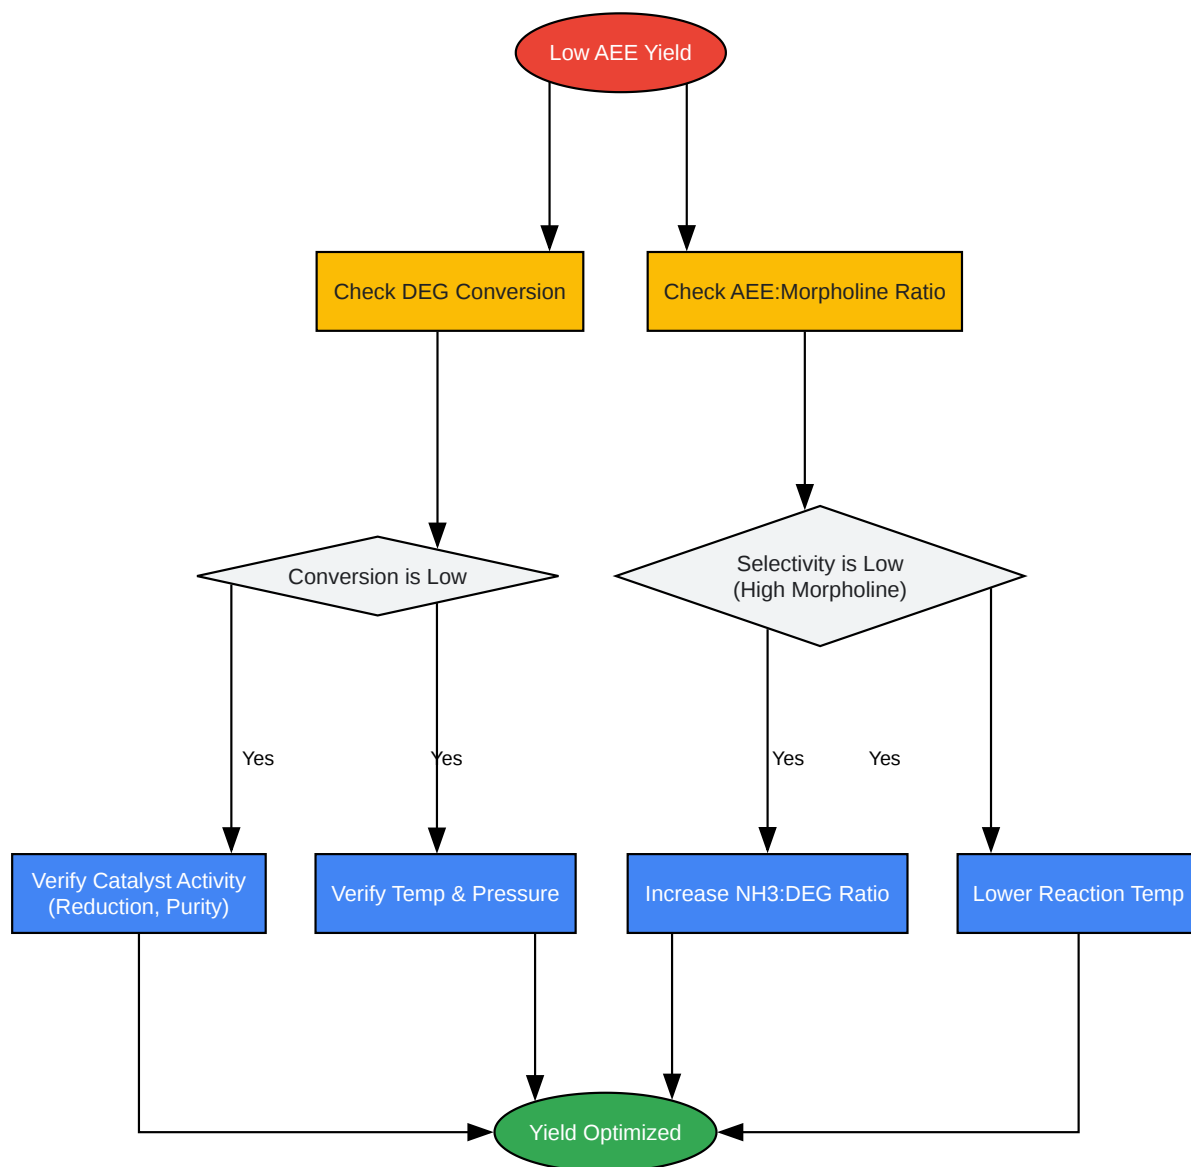 Low AEE Yield
Check DEG Conversion
Check AEE:Morpholine Ratio
Conversion is Low
Selectivity is Low
(High Morpholine)
Yes
Yes
Yes
Yes
Verify Catalyst Activity
(Reduction, Purity)
Verify Temp & Pressure
Increase NH3:DEG Ratio
Lower Reaction Temp
Yield Optimized